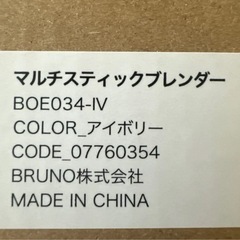 マルチスティックブレンダー
BOE034-IV
COLOR_アイボリー
CODE_07760354
BRUNO株式会社
MADE IN CHINA